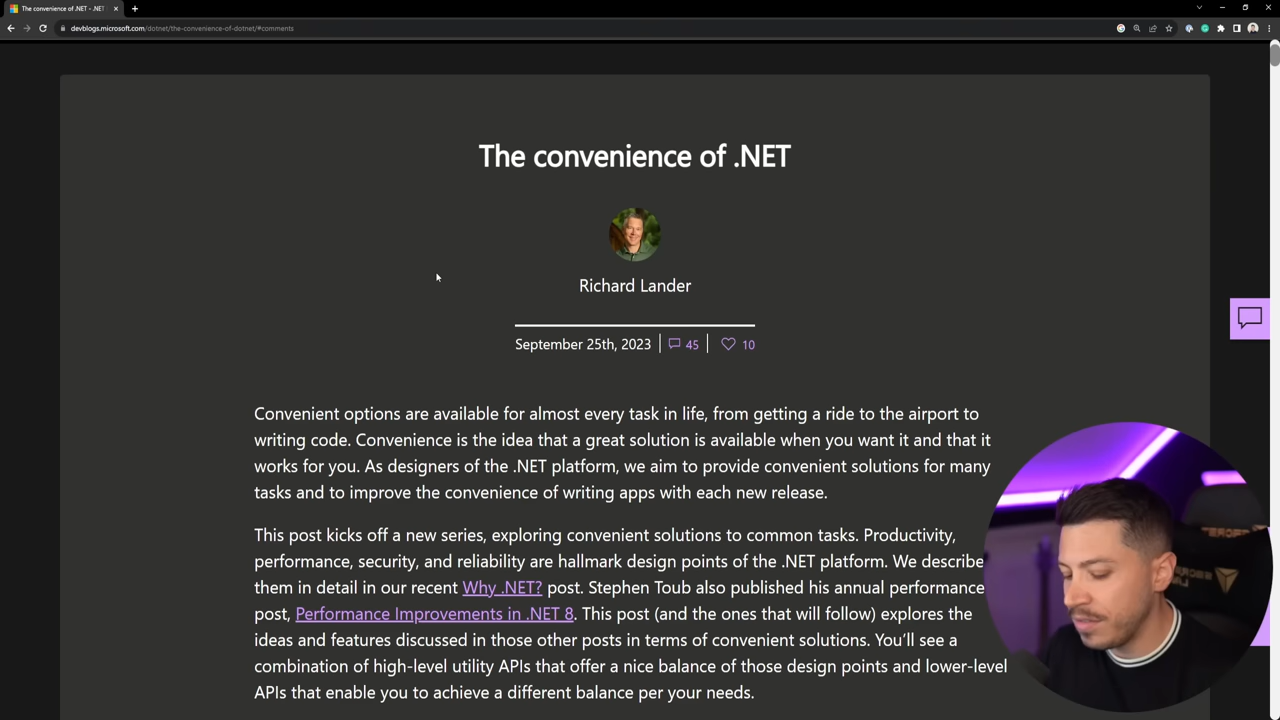 The convenience of .NET - .NET
devblogs.microsoft.com/dotnet/the-convenience-of-dotnet/#comments
The convenience of .NET
Richard Lander
September 25th, 2023 45 10
Convenient options are available for almost every task in life, from getting a ride to the airport to
writing code. Convenience is the idea that a great solution is available when you want it and that it
works for you. As designers of the .NET platform, we aim to provide convenient solutions for many
tasks and to improve the convenience of writing apps with each new release.
This post kicks off a new series, exploring convenient solutions to common tasks. Productivity,
performance, security, and reliability are hallmark design points of the .NET platform. We describe
them in detail in our recent Why .NET? post. Stephen Toub also published his annual performance
post, Performance Improvements in .NET 8. This post (and the ones that will follow) explores the
ideas and features discussed in those other posts in terms of convenient solutions. You’ll see a
combination of high-level utility APIs that offer a nice balance of those design points and lower-level
APIs that enable you to achieve a different balance per your needs.